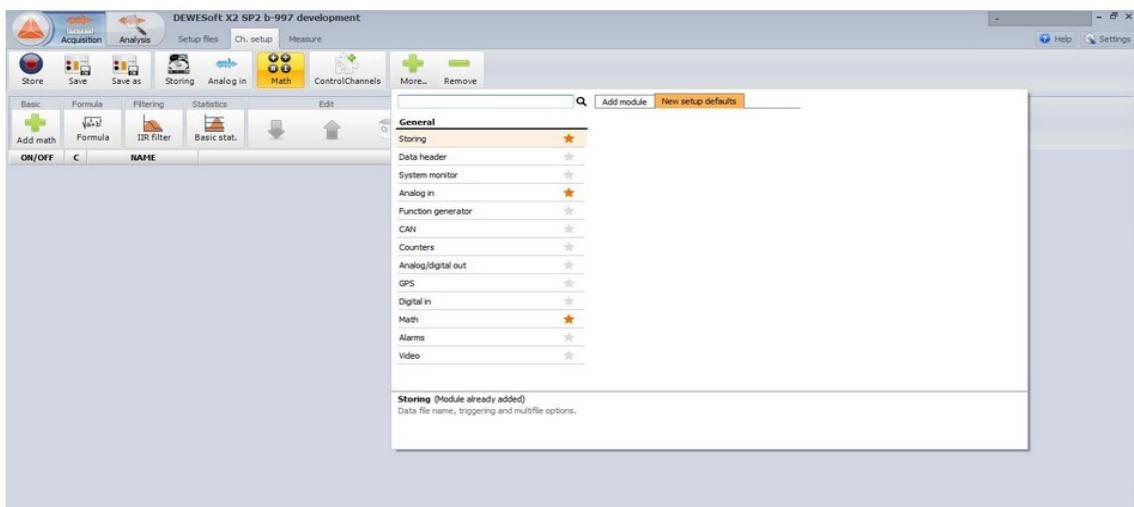 DEWESoft X2 SP2 b-997 development
Acquisition Analysis Setup files Ch. setup Measure
Help Settings
Store Save Save as Storing Analog in Math ControlChannels More... Remove
Basic Formula Filtering Statistics Edit
Add math Formula IIR filter Basic stat.
ON/OFF C NAME
Add module New setup defaults
General
Storing
Data header
System monitor
Analog in
Function generator
CAN
Counters
Analog/digital out
GPS
Digital in
Math
Alarms
Video
Storing (Module already added)
Data file name, triggering and multifile options.